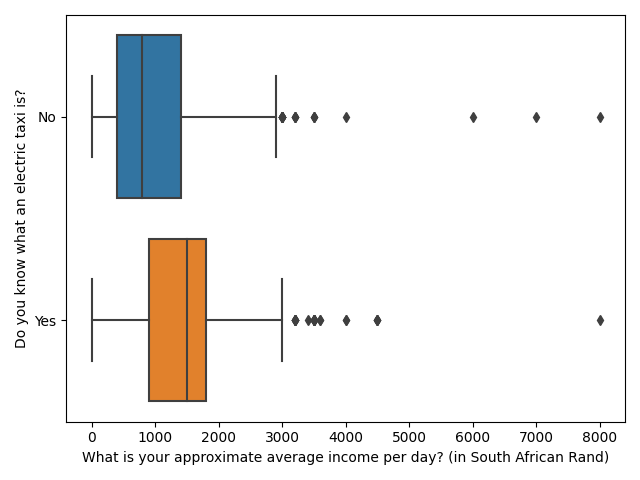 Do you know what an electric taxi is?
No
Yes
0 1000 2000 3000 4000 5000 6000 7000 8000
What is your approximate average income per day? (in South African Rand)